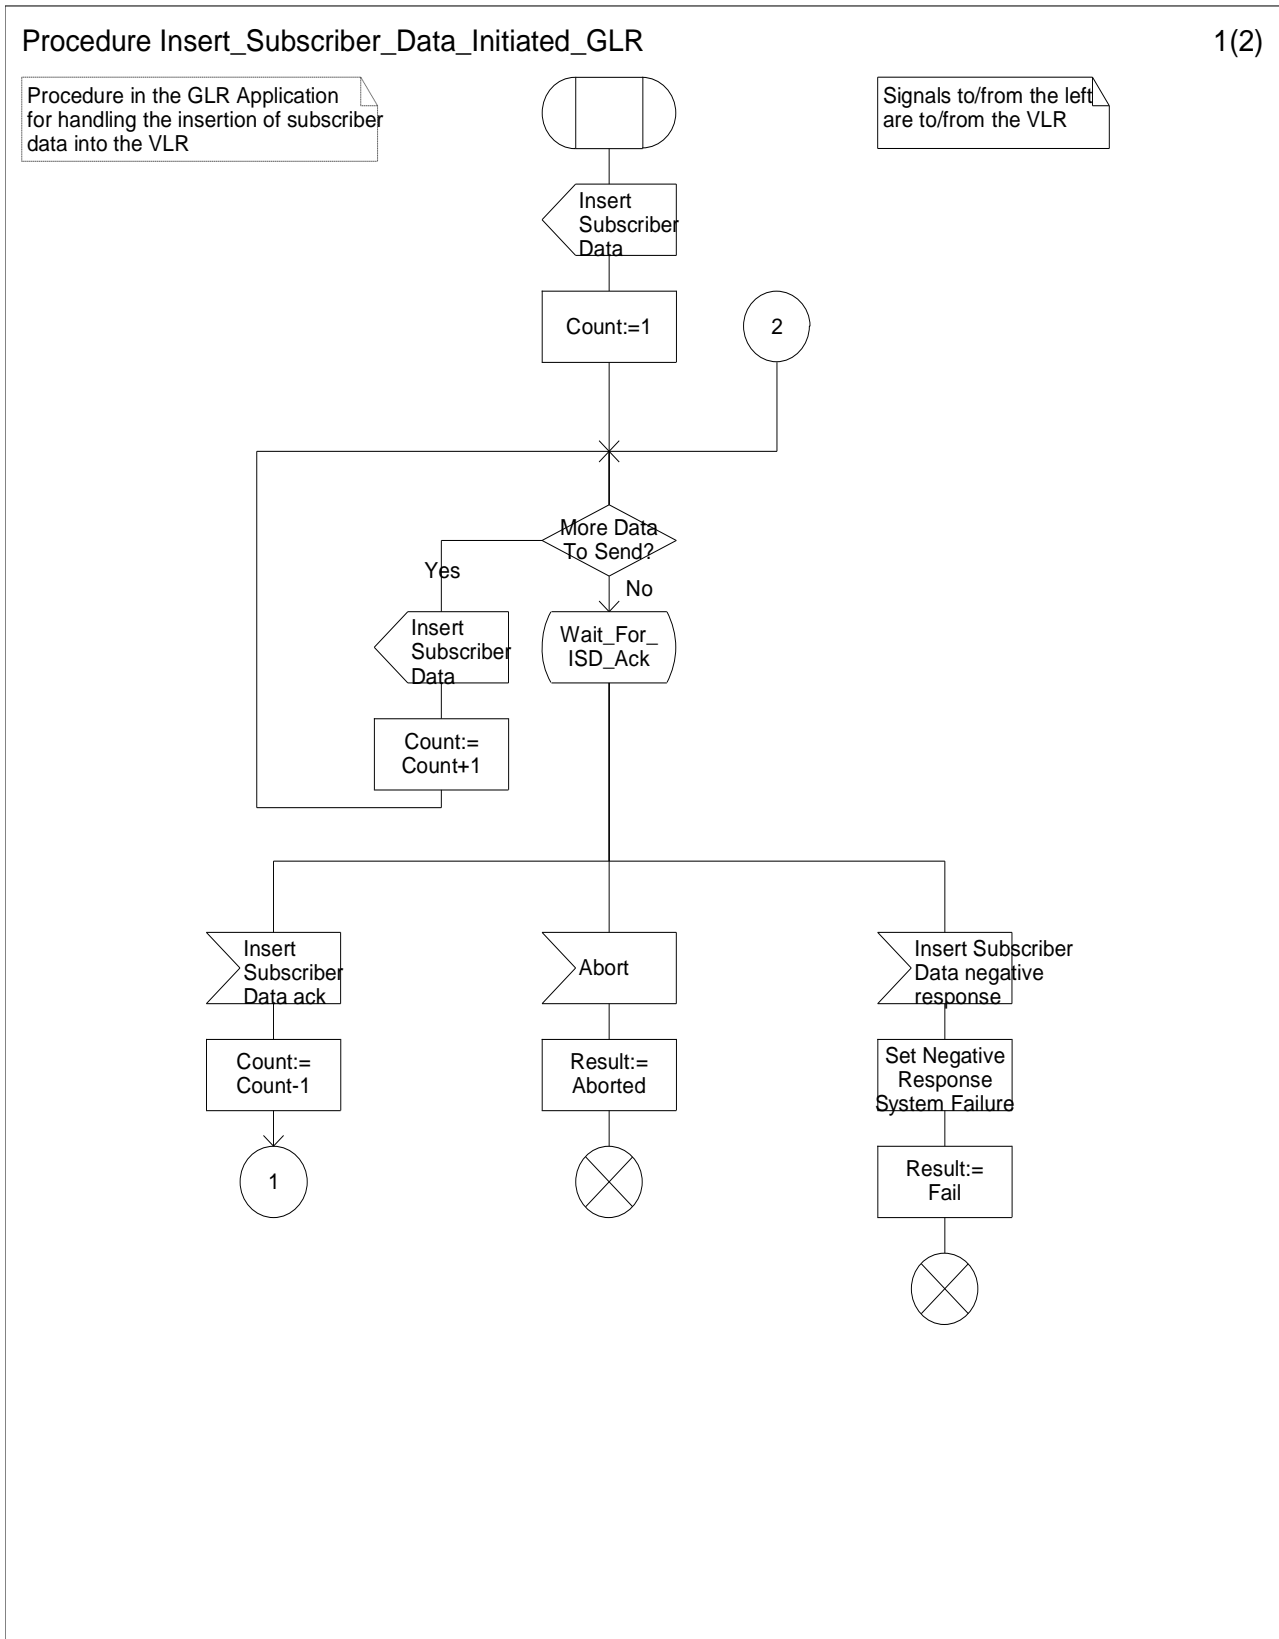 Procedure Insert_Subscriber_Data_Initiated_GLR
1(2)
Procedure in the GLR Application
for handling the insertion of subscriber
data into the VLR
Signals to/from the left
are to/from the VLR
Insert
Subscriber
Data
Count:=1
2
More Data
To Send?
Yes
No
Insert
Subscriber
Data
Wait_For_
ISD_Ack
Count:=
Count+1
Insert
Subscriber
Data ack
Abort
Insert Subscriber
Data negative
response
Count:=
Count-1
Result:=
Aborted
Set Negative
Response
System Failure
1
Result:=
Fail